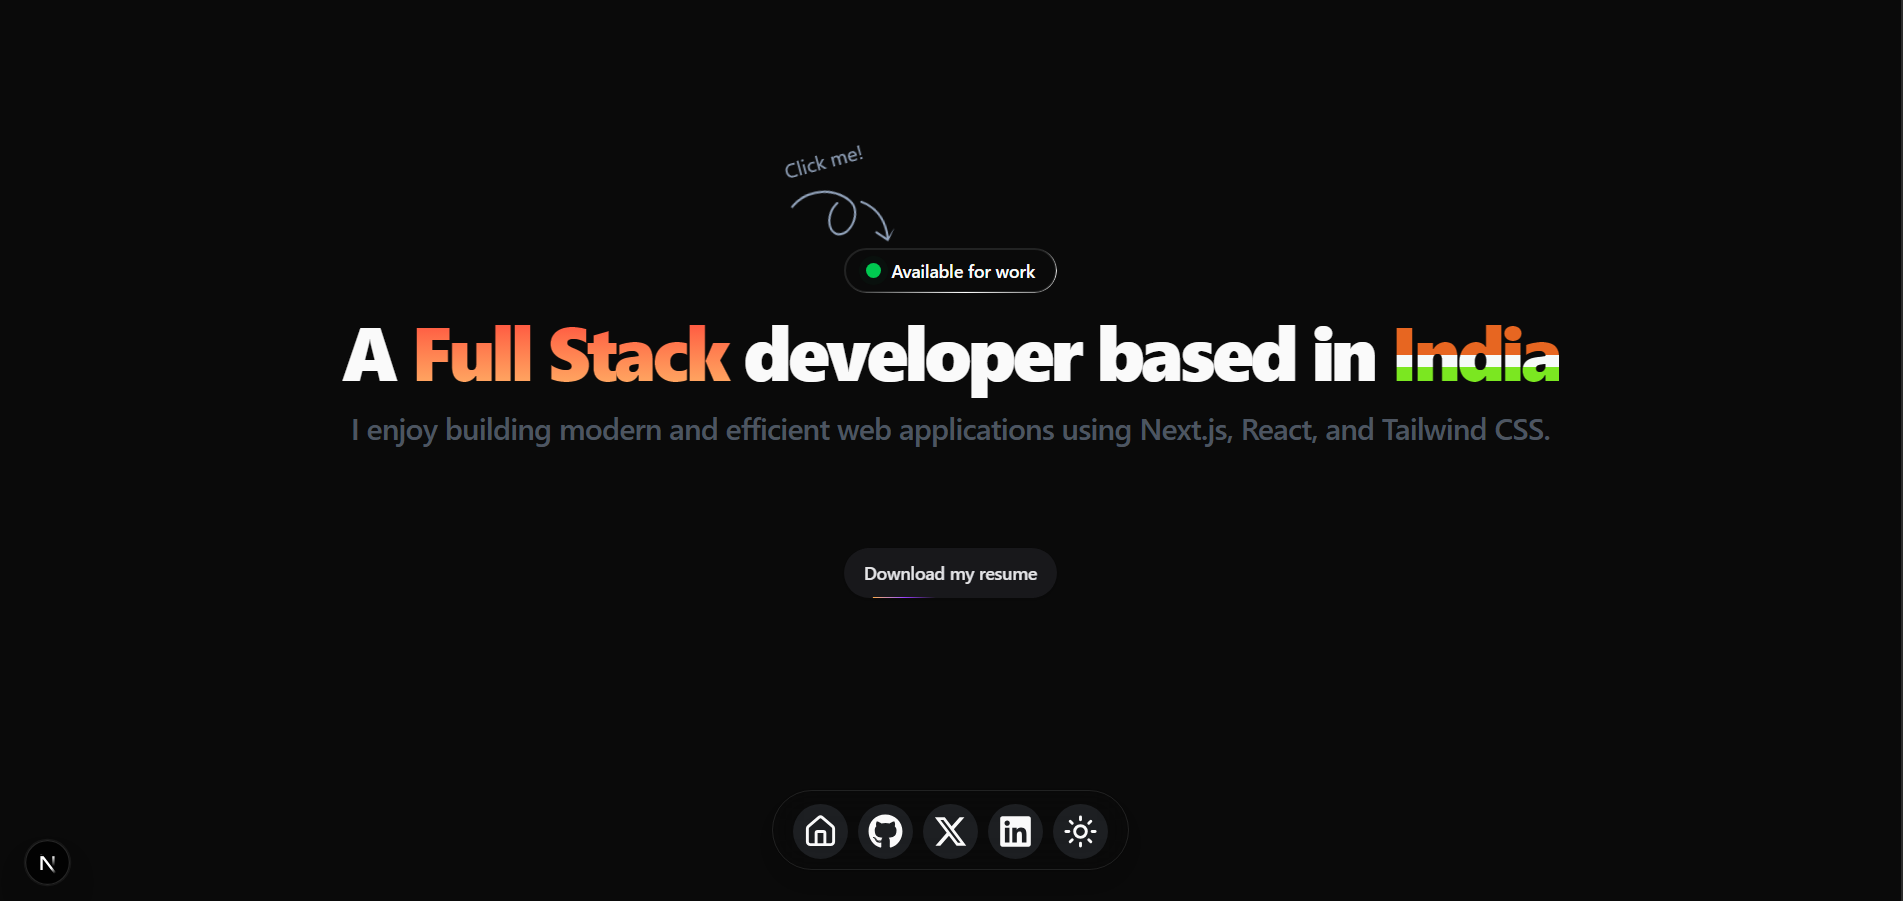 Click me!
Available for work
A Full Stack developer based in India
I enjoy building modern and efficient web applications using Next.js, React, and Tailwind CSS.
Download my resume